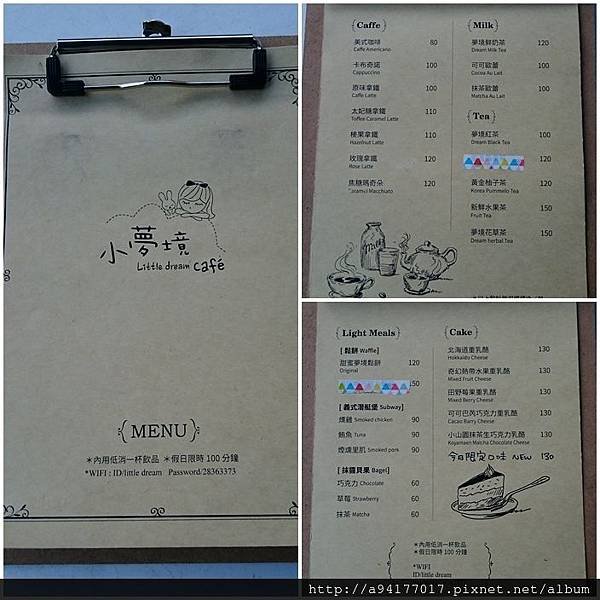 小夢境
Little dream café
MENU
＊內用低消一杯飲品 ＊假日限時 100 分鐘
*WIFI : ID/little dream Password/28363373
Caffe
美式咖啡 80
Caffe Americano
卡布奇諾 100
Cappuccino
原味拿鐵 100
Caffe Latte
太妃糖拿鐵 110
Toffee Caramel Latte
榛果拿鐵 110
Hazelnut Latte
玫瑰拿鐵 120
Rose Latte
焦糖瑪奇朵 120
Caramel Macchiato
Milk
夢境鮮奶茶 120
Dream Milk Tea
可可歐蕾 100
Cocoa Au Lait
抹茶歐蕾 100
Matcha Au Lait
Tea
夢境紅茶 100
Dream Black Tea
120
黃金柚子茶 120
Korea Pummelo Tea
新鮮水果茶 150
Fruit Tea
夢境花草茶 150
Dream herbal Tea
milk
Light Meals
[ 鬆餅 Waffle]
甜蜜夢境鬆餅 120
Original
150
[ 義式潛艇堡 Subway]
燻雞 Smoked chicken 90
鮪魚 Tuna 90
煙燻里肌 Smoked pork 90
[ 抹醬貝果 Bagel]
巧克力 Chocolate 60
草莓 Strawberry 60
抹茶 Matcha 60
Cake
北海道重乳酪 130
Hokkaido Cheese
奇幻熱帶水果重乳酪 130
Mixed Fruit Cheese
田野莓果重乳酪 130
Mixed Berry Cheese
可可巴芮巧克力重乳酪 130
Cacao Barry Cheese
小山園抹茶生巧克力乳酪 130
Koyamaen Matcha Chocolate Cheese
今日限定口味 NEW 130
＊內用低消一杯飲品
＊假日限時 100 分鐘
*WIFI
ID/little dream
http://a94177017.pixnet.net/album